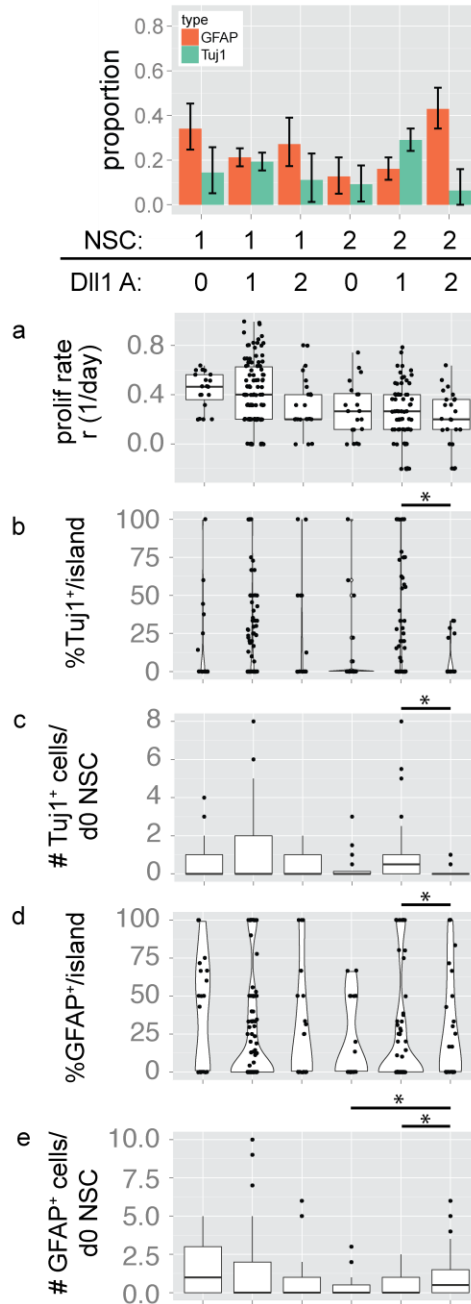 type
GFAP
Tuj1
proportion
0.8
0.6
0.4
0.2
0.0
NSC: 1 1 1 2 2 2
Dll1 A: 0 1 2 0 1 2
a
prolif rate
r (1/day)
0.8
0.4
0.0
b
%Tuj1⁺/island
100
75
50
25
0
*
c
# Tuj1⁺ cells/
d0 NSC
8
6
4
2
0
*
d
%GFAP⁺/island
100
75
50
25
0
*
e
# GFAP⁺ cells/
d0 NSC
10.0
7.5
5.0
2.5
0.0
*
*